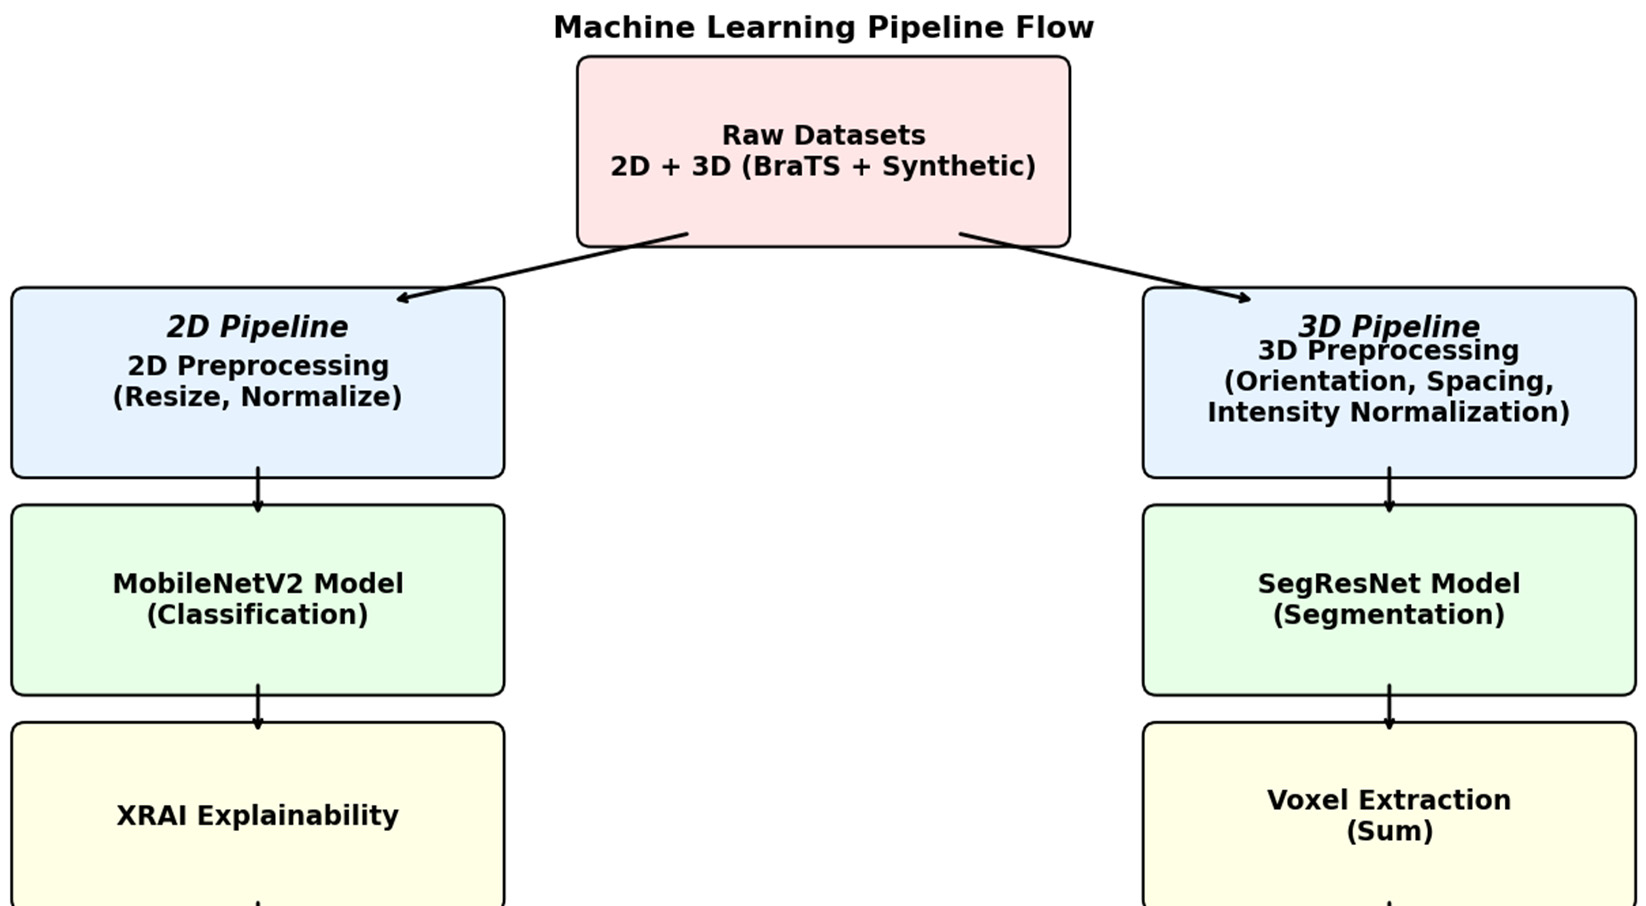 Machine Learning Pipeline Flow
Raw Datasets
2D + 3D (BraTS + Synthetic)
2D Pipeline
2D Preprocessing
(Resize, Normalize)
3D Pipeline
3D Preprocessing
(Orientation, Spacing,
Intensity Normalization)
MobileNetV2 Model
(Classification)
SegResNet Model
(Segmentation)
XRAI Explainability
Voxel Extraction
(Sum)